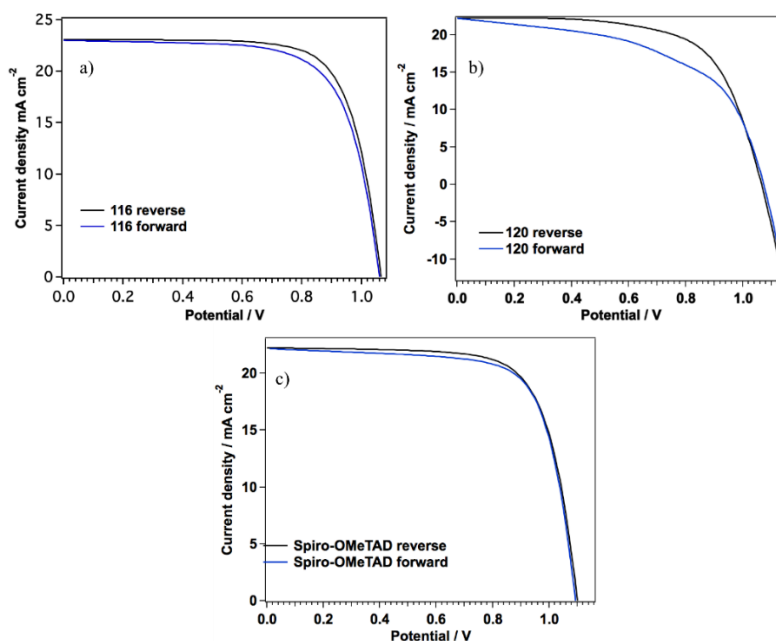 a)
Current density mA cm-2
25
20
15
10
5
0
116 reverse
116 forward
0.0 0.2 0.4 0.6 0.8 1.0
Potential / V
b)
Current density / mA cm-2
20
15
10
5
0
-5
-10
120 reverse
120 forward
0.0 0.2 0.4 0.6 0.8 1.0
Potential / V
c)
Current density / mA cm-2
20
15
10
5
0
Spiro-OMeTAD reverse
Spiro-OMeTAD forward
0.0 0.2 0.4 0.6 0.8 1.0
Potential / V